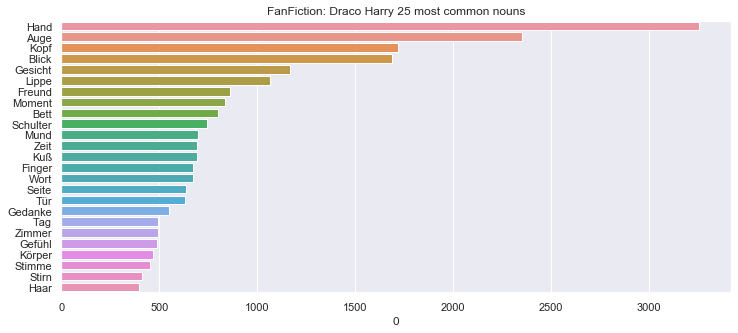 FanFiction: Draco Harry 25 most common nouns
Hand
Auge
Kopf
Blick
Gesicht
Lippe
Freund
Moment
Bett
Schulter
Mund
Zeit
Kuß
Finger
Wort
Seite
Tür
Gedanke
Tag
Zimmer
Gefühl
Körper
Stimme
Stirn
Haar
0 500 1000 1500 2000 2500 3000
0